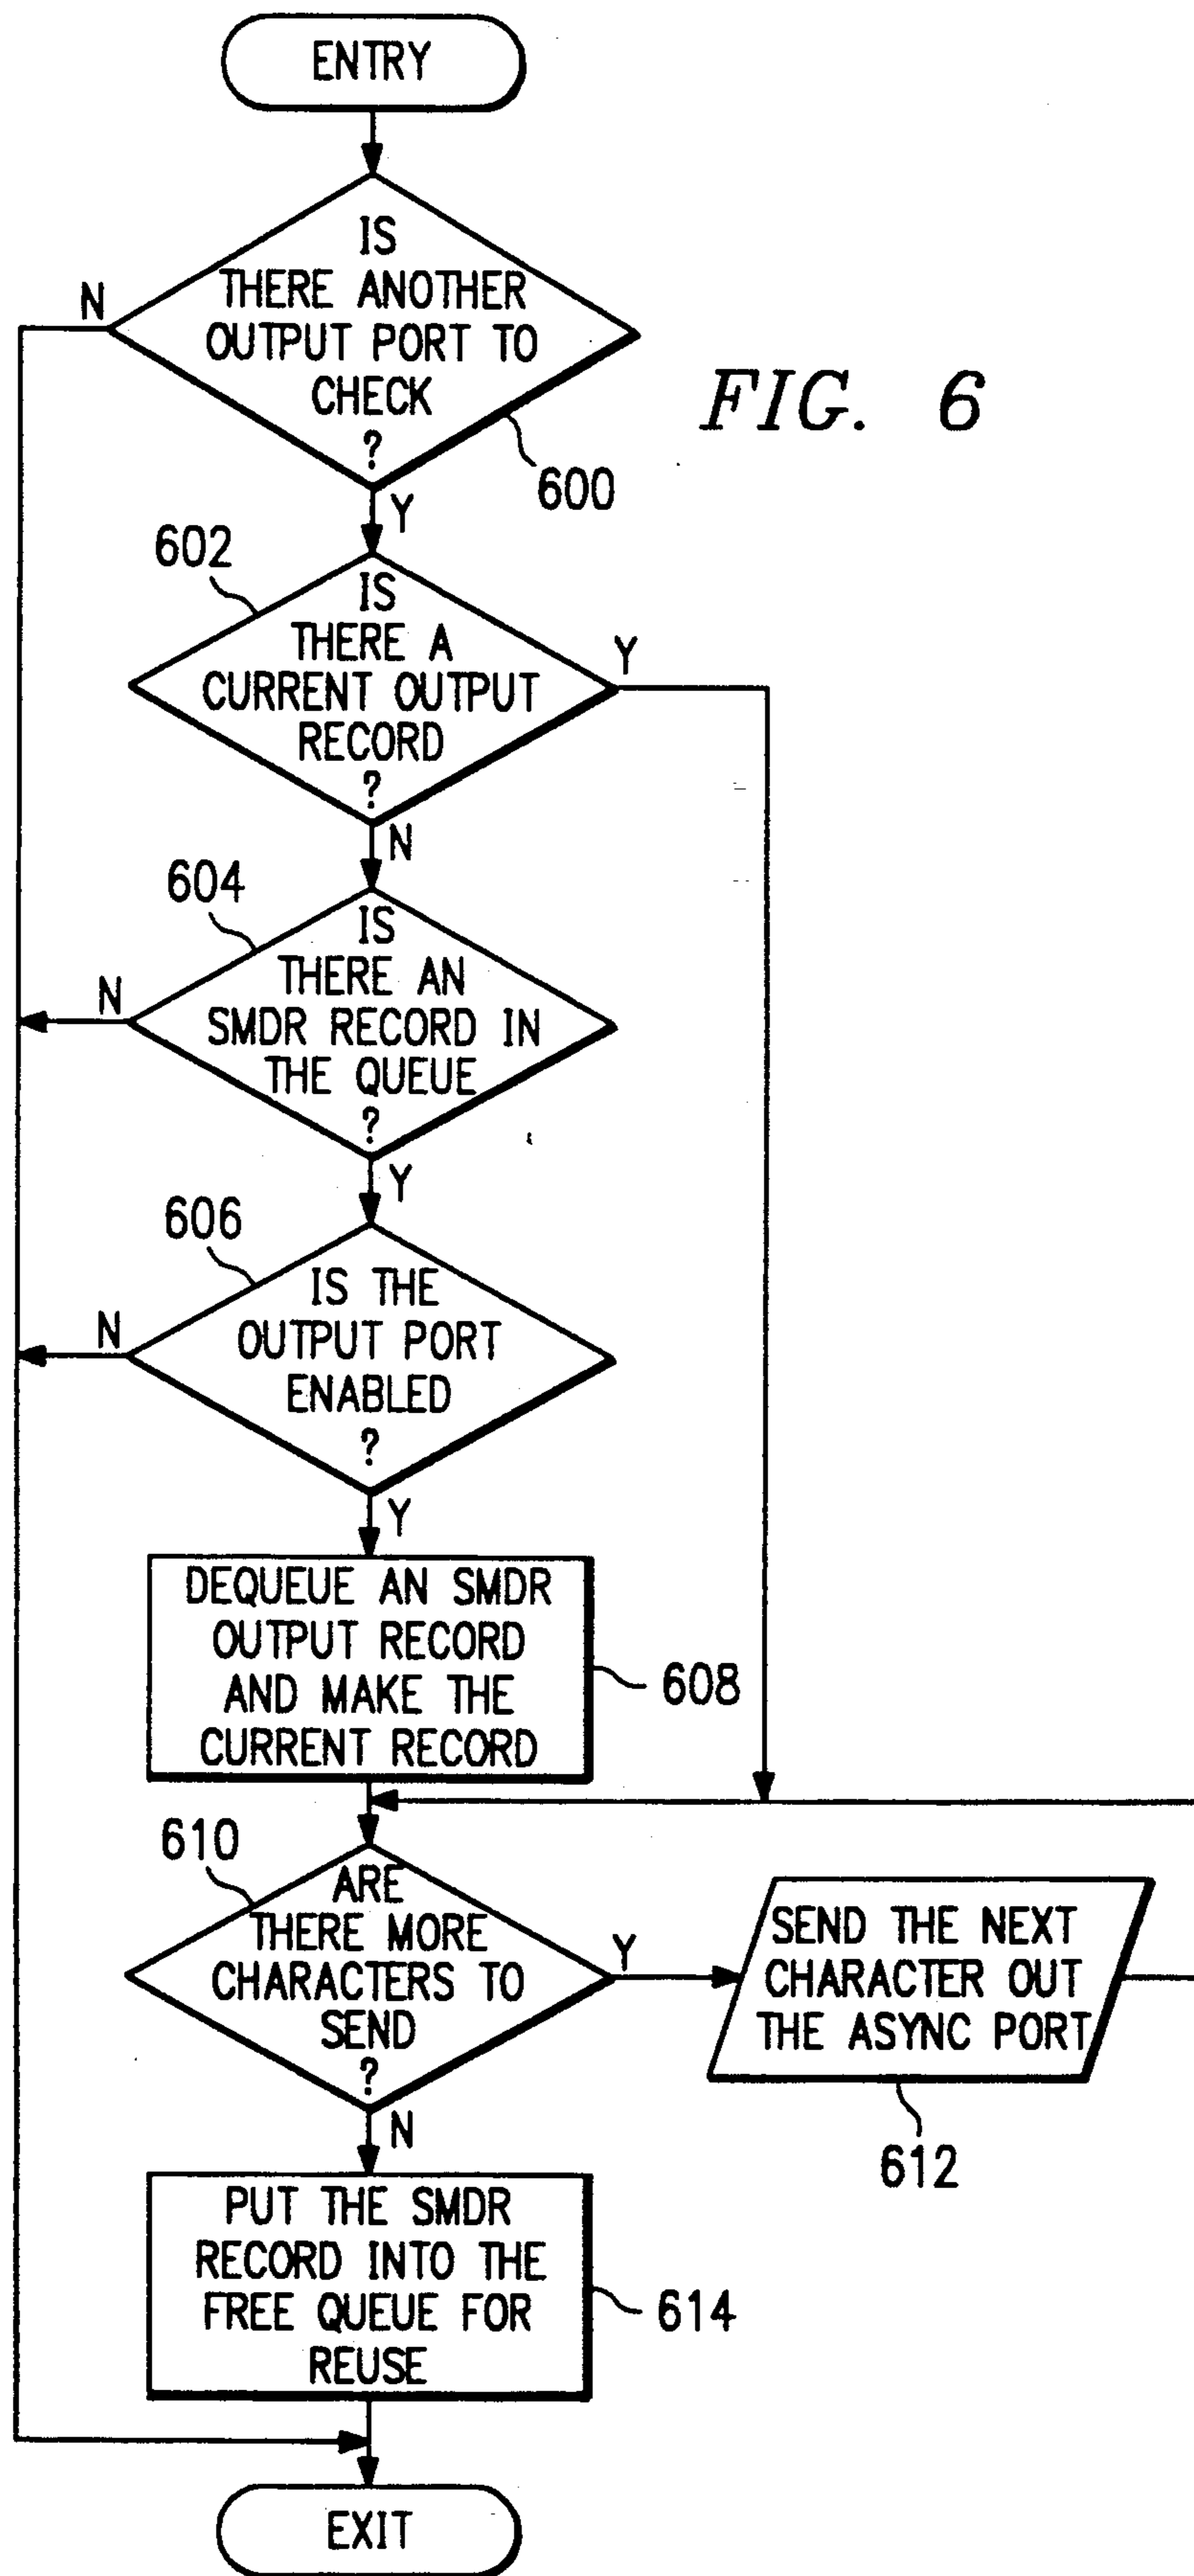 ENTRY
IS
THERE ANOTHER
OUTPUT PORT TO
CHECK
?
N
600
Y
FIG. 6
602
IS
THERE A
CURRENT OUTPUT
RECORD
?
Y
N
604
IS
THERE AN
SMDR RECORD IN
THE QUEUE
?
N
Y
606
IS THE
OUTPUT PORT
ENABLED
?
N
Y
DEQUEUE AN SMDR
OUTPUT RECORD
AND MAKE THE
CURRENT RECORD
608
610
ARE
THERE MORE
CHARACTERS TO
SEND
?
Y
SEND THE NEXT
CHARACTER OUT
THE ASYNC PORT
612
N
PUT THE SMDR
RECORD INTO THE
FREE QUEUE FOR
REUSE
614
EXIT